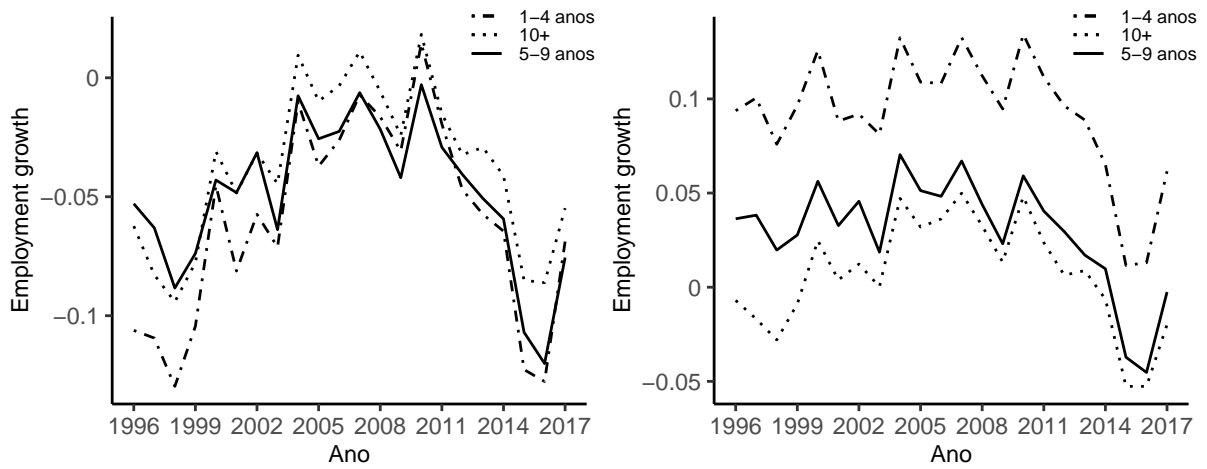 1−4 anos
10+
5−9 anos
0
−0.05
−0.1
Employment growth
1996 1999 2002 2005 2008 2011 2014 2017
Ano
1−4 anos
10+
5−9 anos
0.1
0.05
0
−0.05
Employment growth
1996 1999 2002 2005 2008 2011 2014 2017
Ano